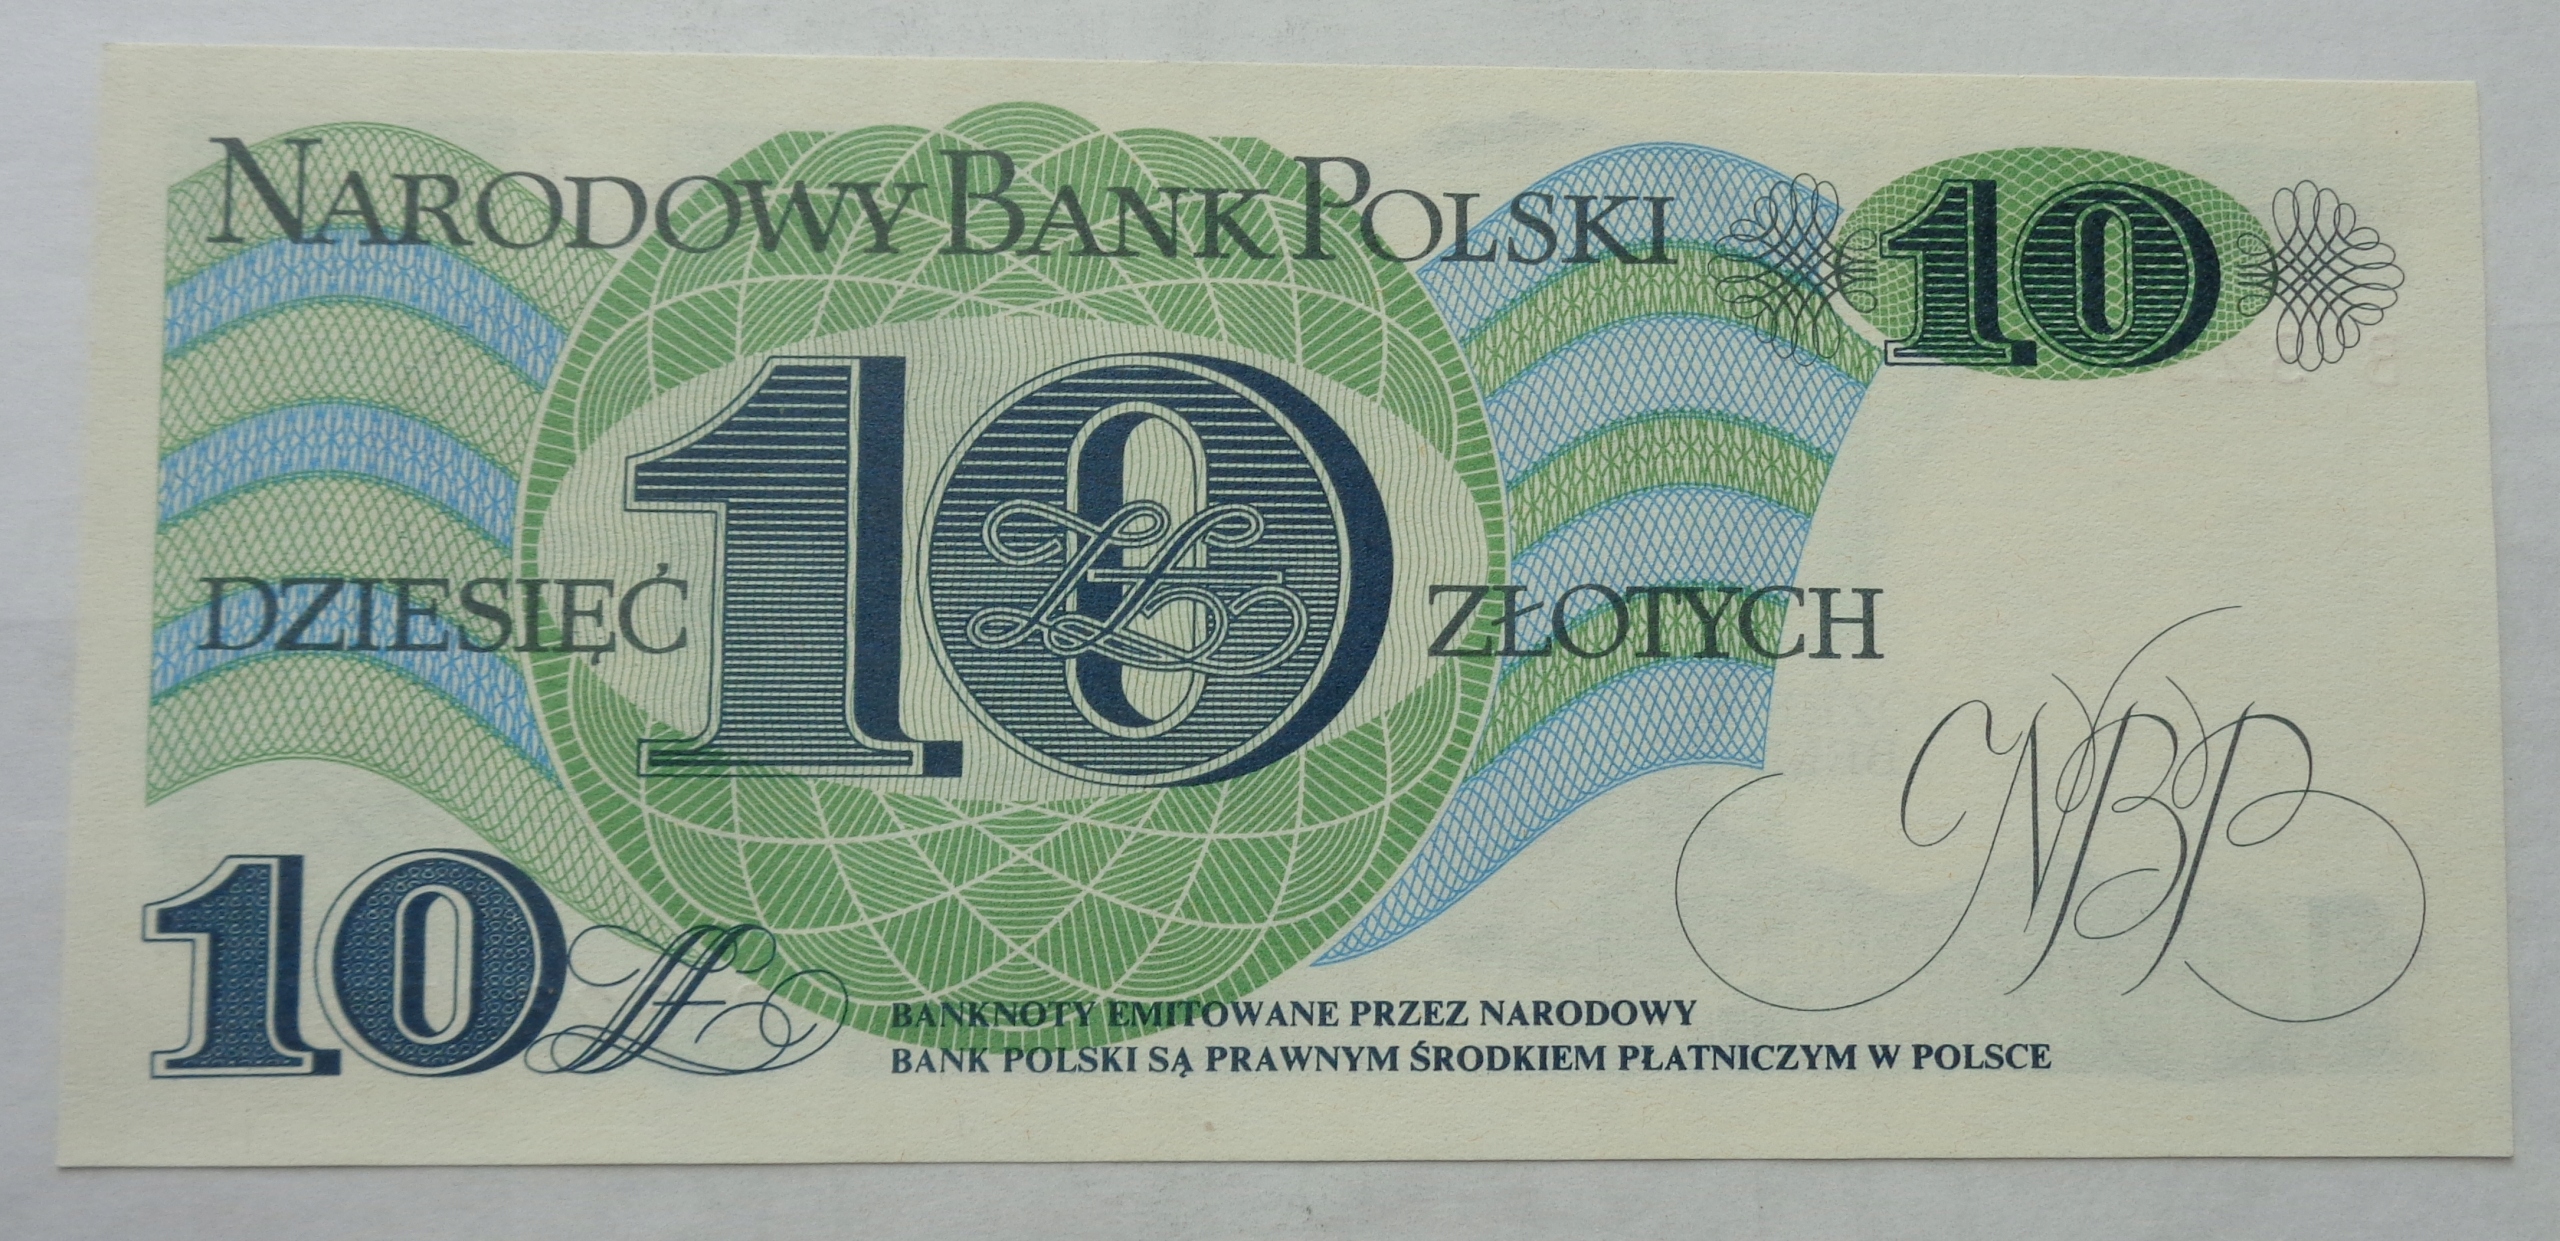 NARODOWY BANK POLSKI
10
10
DZIESIĘĆ ZŁOTYCH
NBP
10 zł
BANKNOTY EMITOWANE PRZEZ NARODOWY
BANK POLSKI SĄ PRAWNYM ŚRODKIEM PŁATNICZYM W POLSCE